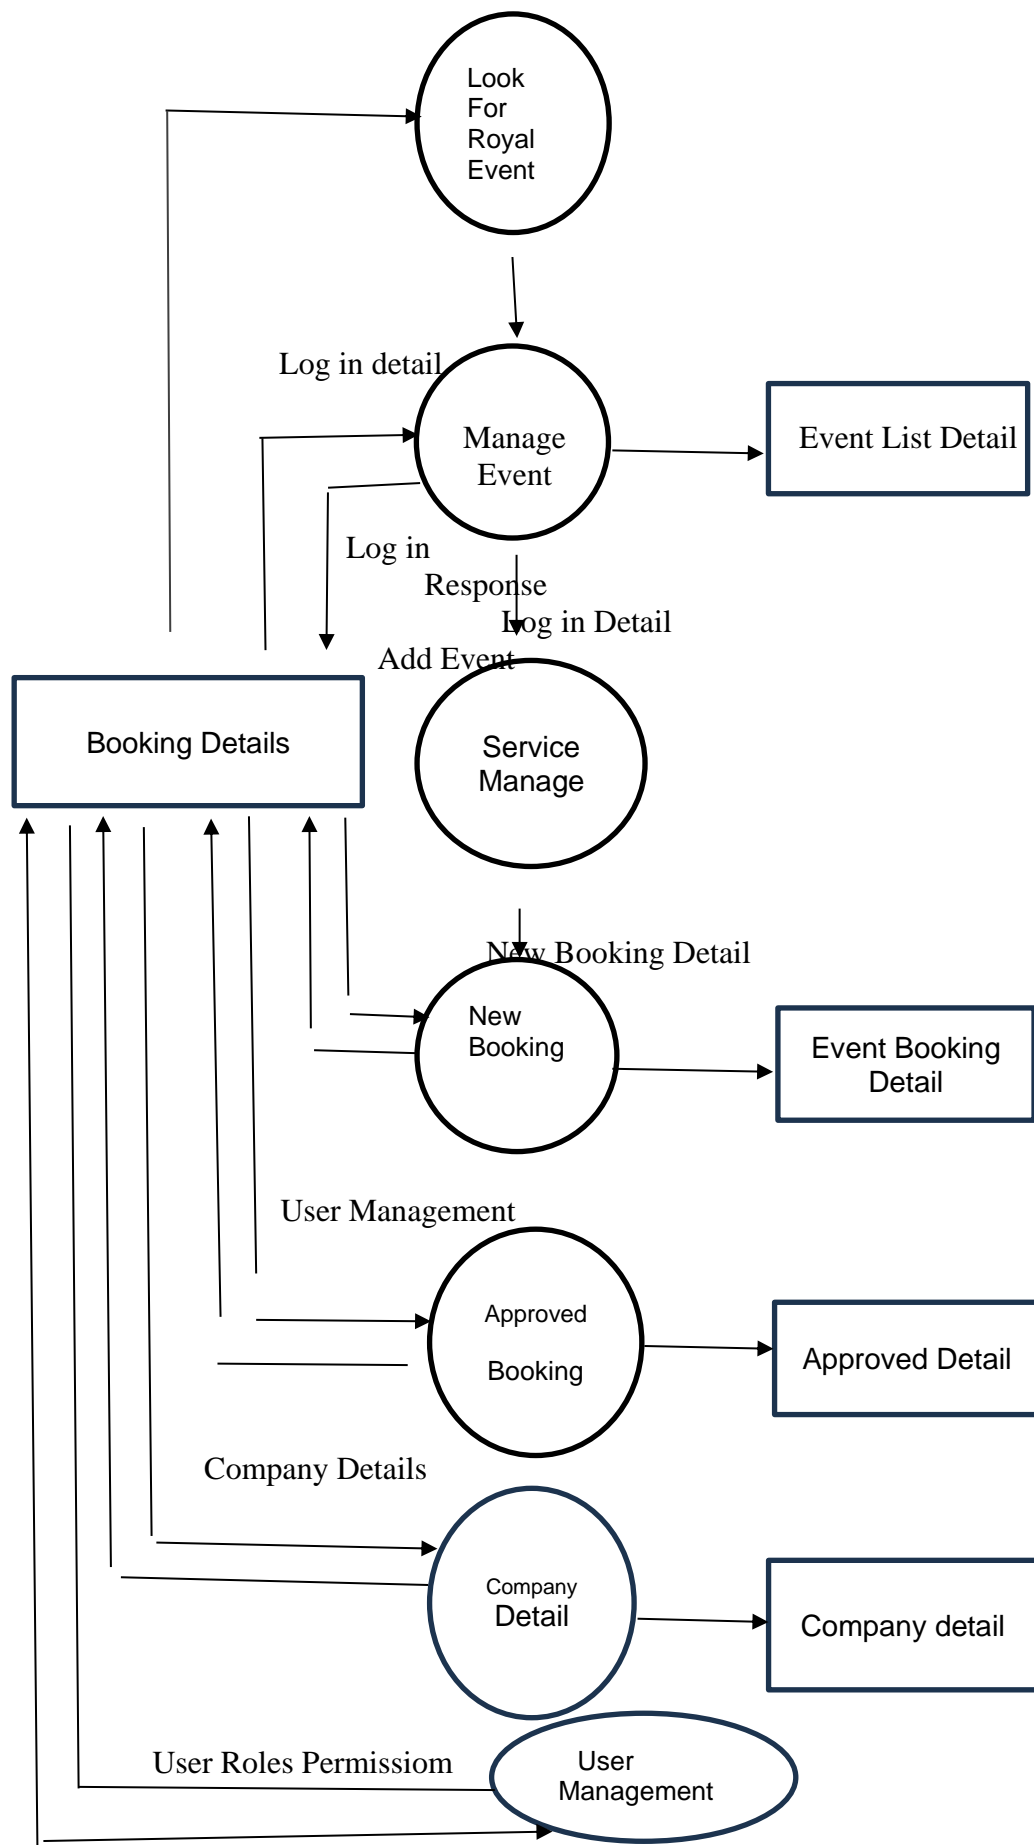 Look
For
Royal
Event
Log in detail
Manage
Event
Event List Detail
Log in
Response
Log in Detail
Add Event
Booking Details
Service
Manage
New Booking Detail
New
Booking
Event Booking
Detail
User Management
Approved
Booking
Approved Detail
Company Details
Company
Detail
Company detail
User Roles Permissiom
User
Management